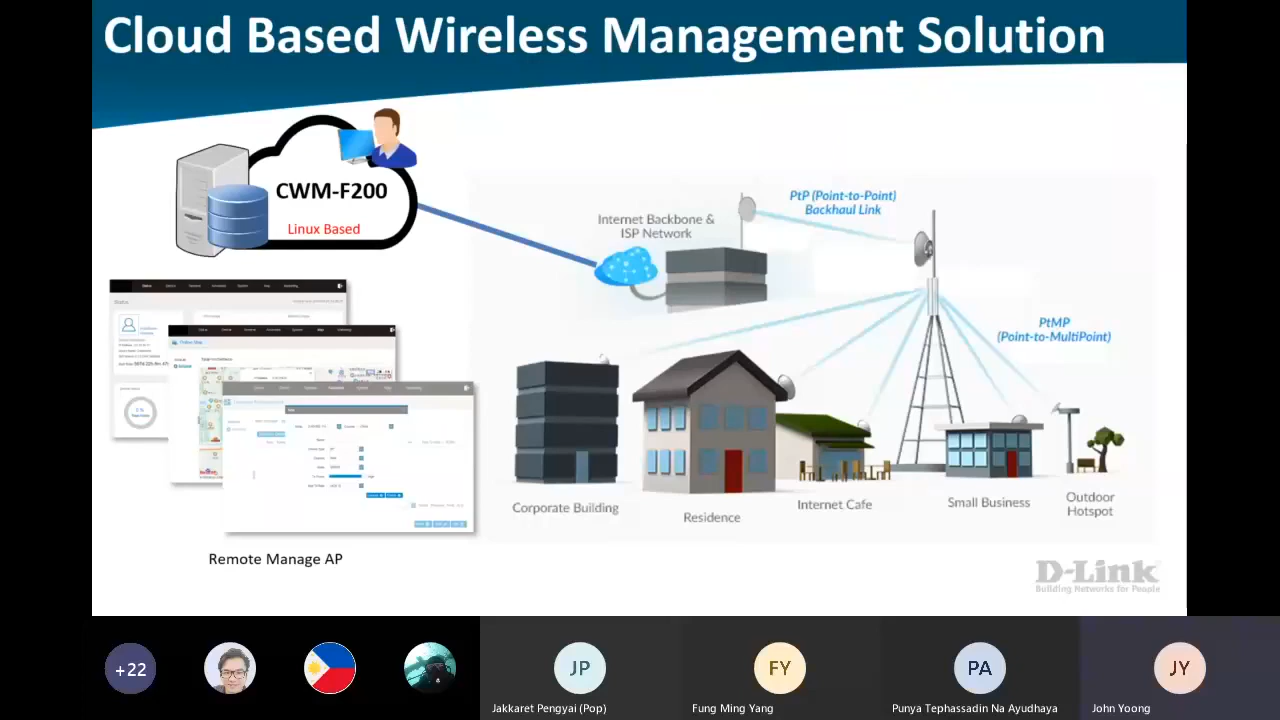 Cloud Based Wireless Management Solution
CWM-F200
Linux Based
Internet Backbone &
ISP Network
PtP (Point-to-Point)
Backhaul Link
PtMP
(Point-to-MultiPoint)
Corporate Building
Residence
Internet Cafe
Small Business
Outdoor
Hotspot
Remote Manage AP
D-Link
Building Networks for People
+22
JP
FY
PA
JY
Jakkaret Pengyai (Pop)
Fung Ming Yang
Punya Tephassadin Na Ayudhaya
John Yoong